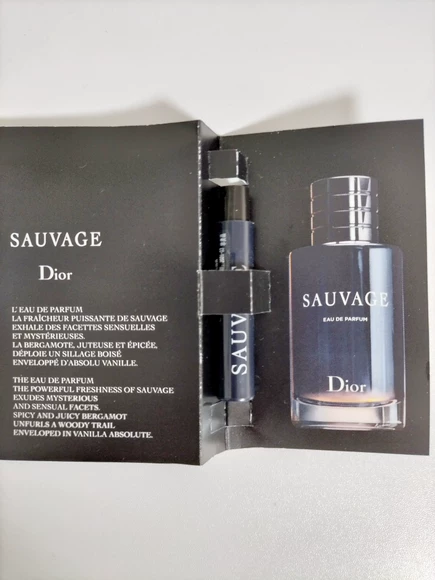 SAUVAGE
Dior
L'EAU DE PARFUM
LA FRAÎCHEUR PUISSANTE DE SAUVAGE
EXHALE DES FACETTES SENSUELLES
ET MYSTÉRIEUSES.
LA BERGAMOTE, JUTEUSE ET ÉPICÉE,
DÉPLOIE UN SILLAGE BOISÉ
ENVELOPPÉ D'ABSOLU VANILLE.
THE EAU DE PARFUM
THE POWERFUL FRESHNESS OF SAUVAGE
EXUDES MYSTERIOUS
AND SENSUAL FACETS.
SPICY AND JUICY BERGAMOT
UNFURLS A WOODY TRAIL
ENVELOPED IN VANILLA ABSOLUTE.
SAUV
SAUVAGE
EAU DE PARFUM
Dior